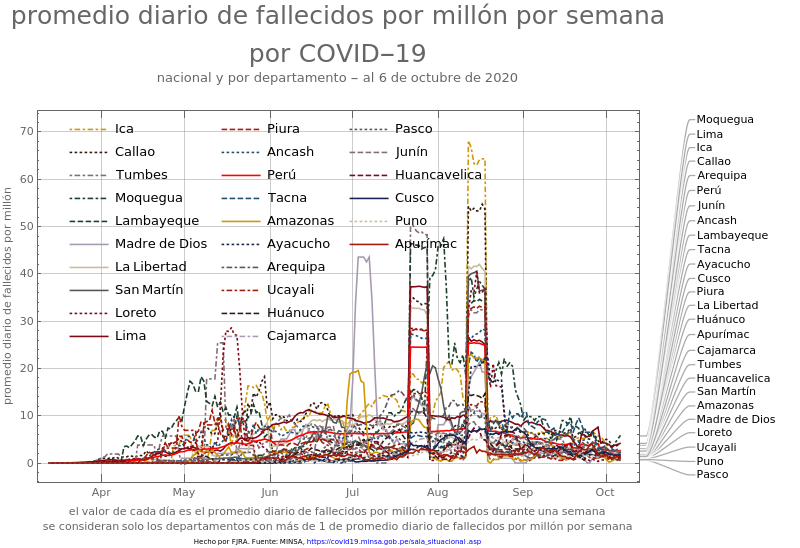 promedio diario de fallecidos por millón por semana
por COVID−19
nacional y por departamento − al 6 de octubre de 2020
promedio diario de fallecidos por millón
70
60
50
40
30
20
10
0
Ica
Callao
Tumbes
Moquegua
Lambayeque
Madre de Dios
La Libertad
San Martín
Loreto
Lima
Piura
Ancash
Perú
Tacna
Amazonas
Ayacucho
Arequipa
Ucayali
Huánuco
Cajamarca
Pasco
Junín
Huancavelica
Cusco
Puno
Apurímac
Apr
May
Jun
Jul
Aug
Sep
Oct
Moquegua
Lima
Ica
Callao
Arequipa
Perú
Junín
Ancash
Lambayeque
Tacna
Ayacucho
Cusco
Piura
La Libertad
Huánuco
Apurímac
Cajamarca
Tumbes
Huancavelica
San Martín
Amazonas
Madre de Dios
Loreto
Ucayali
Puno
Pasco
el valor de cada día es el promedio diario de fallecidos por millón reportados durante una semana
se consideran solo los departamentos con más de 1 de promedio diario de fallecidos por millón por semana
Hecho por FJRA. Fuente: MINSA, https://covid19.minsa.gob.pe/sala_situacional.asp